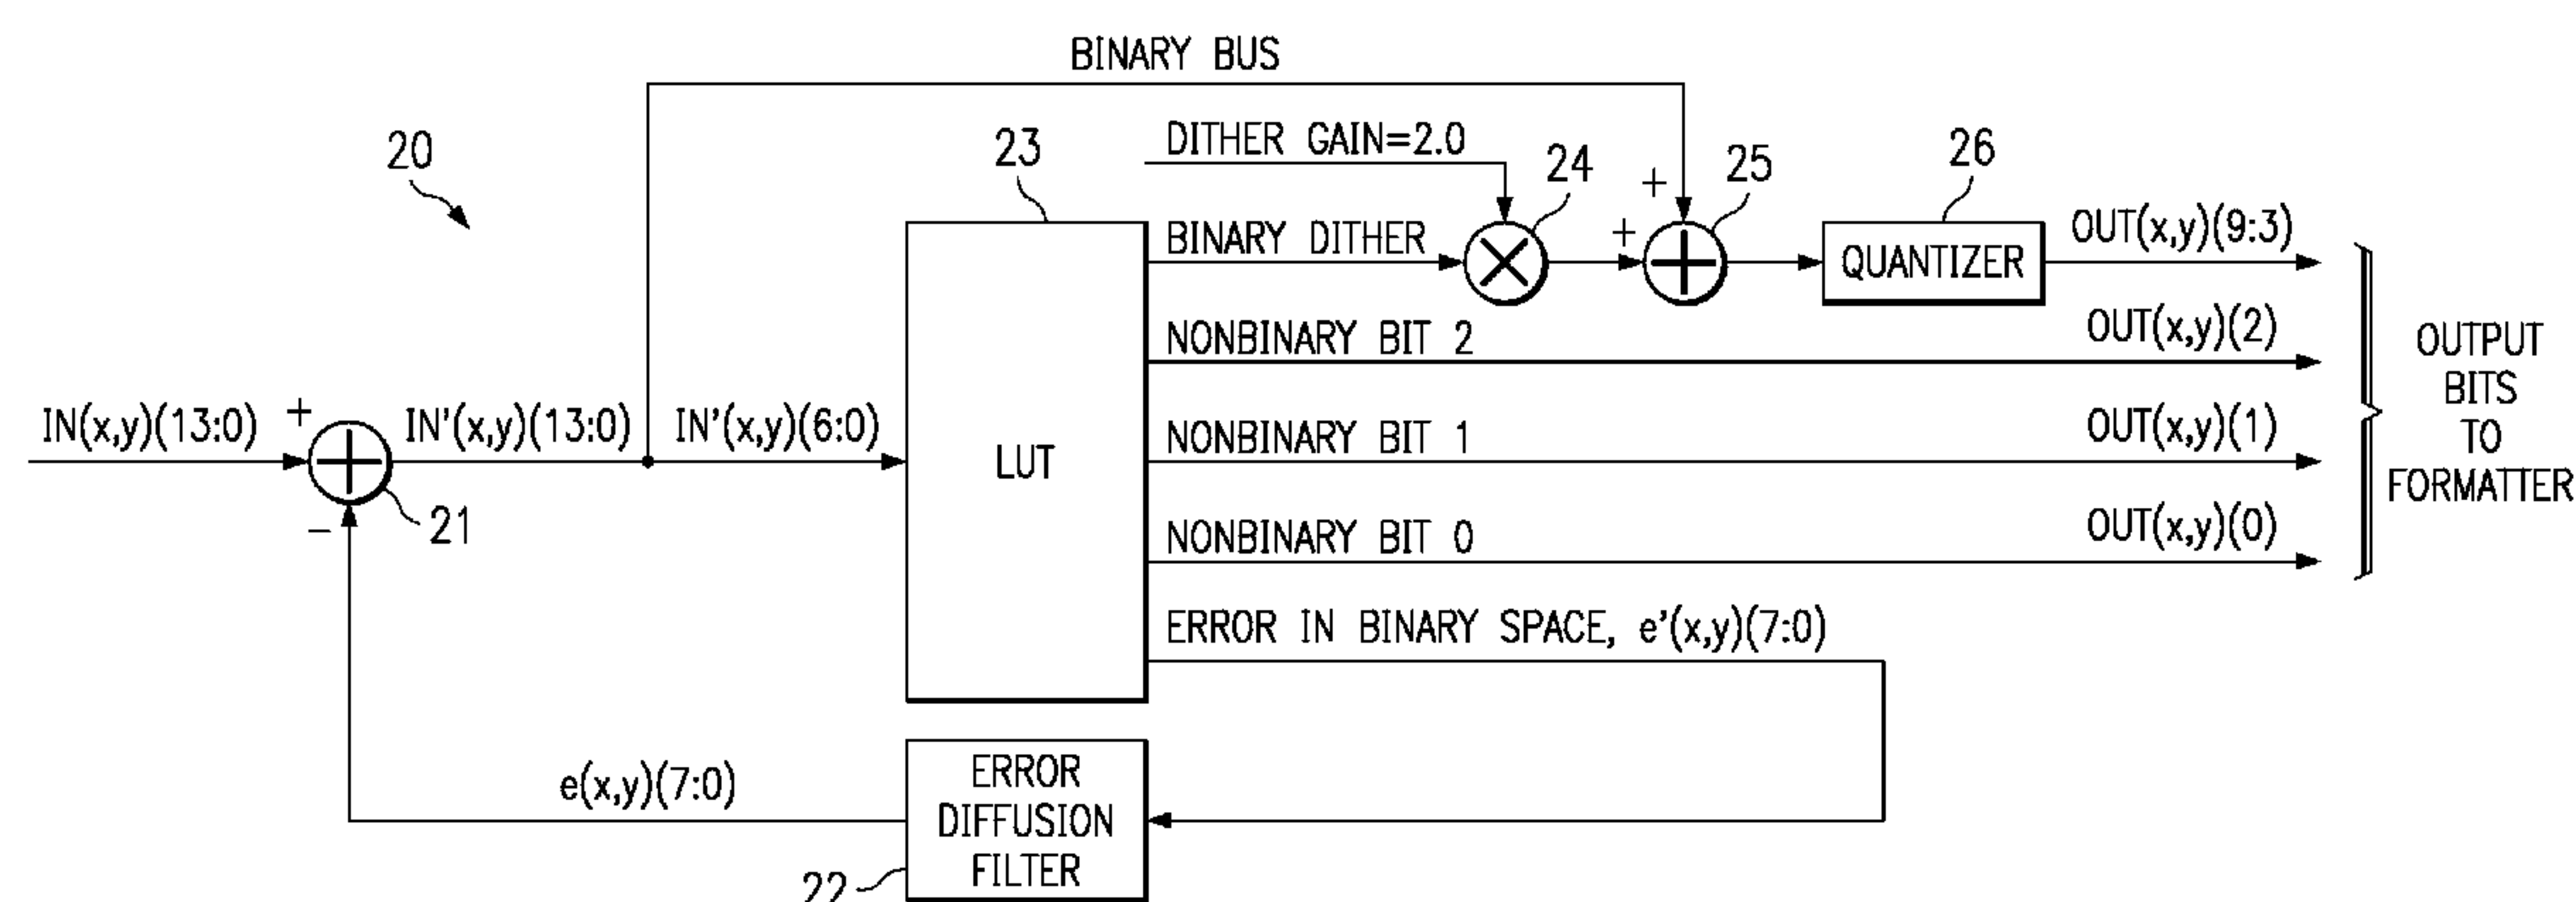 BINARY BUS
20
23
DITHER GAIN=2.0
24
+
25
26
BINARY DITHER
+
QUANTIZER
OUT(x,y)(9:3)
NONBINARY BIT 2
OUT(x,y)(2)
IN(x,y)(13:0)
+
IN'(x,y)(13:0)
IN'(x,y)(6:0)
LUT
NONBINARY BIT 1
OUT(x,y)(1)
OUTPUT
BITS
TO
FORMATTER
−
21
NONBINARY BIT 0
OUT(x,y)(0)
ERROR IN BINARY SPACE, e'(x,y)(7:0)
e(x,y)(7:0)
ERROR
DIFFUSION
FILTER
22